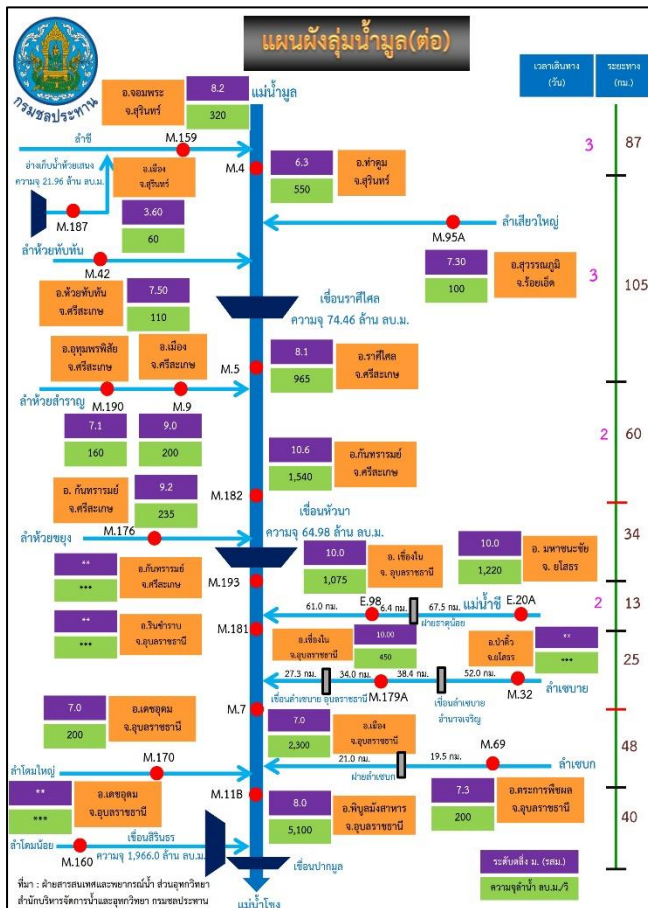 แผนผังลุ่มน้ำมูล(ต่อ)
กรมชลประทาน
เวลาเดินทาง
(วัน)
ระยะทาง
(กม.)
อ.จอมพระ
จ.สุรินทร์
8.2
320
แม่น้ำมูล
ลำชี
M.159
3
87
อ่างเก็บน้ำห้วยเสนง
ความจุ 21.96 ล้าน ลบ.ม.
อ.เมือง
จ.สุรินทร์
M.4
6.3
550
อ.ท่าตูม
จ.สุรินทร์
M.187
3.60
60
ลำเสียวใหญ่
M.95A
ลำห้วยทับทัน
M.42
7.30
100
อ.สุวรรณภูมิ
จ.ร้อยเอ็ด
3
105
อ.ห้วยทับทัน
จ.ศรีสะเกษ
7.50
110
เขื่อนราศีไศล
ความจุ 74.46 ล้าน ลบ.ม.
อ.อุทุมพรพิสัย
จ.ศรีสะเกษ
อ.เมือง
จ.ศรีสะเกษ
M.5
8.1
965
อ.ราศีไศล
จ.ศรีสะเกษ
ลำห้วยสำราญ
M.190
M.9
7.1
160
9.0
200
2
60
10.6
1,540
อ.กันทรารมย์
จ.ศรีสะเกษ
อ. กันทรารมย์
จ.ศรีสะเกษ
9.2
235
M.182
ลำห้วยขยุง
M.176
เขื่อนหัวนา
ความจุ 64.98 ล้าน ลบ.ม.
34
**
***
อ.กันทรารมย์
จ.ศรีสะเกษ
M.193
10.0
1,075
อ. เขื่องใน
จ. อุบลราชธานี
10.0
1,220
อ. มหาชนะชัย
จ. ยโสธร
**
***
อ.วารินชำราบ
จ.อุบลราชธานี
M.181
61.0 กม.
E.98
6.4 กม.
67.5 กม.
แม่น้ำชี
E.20A
ฝายธาตุน้อย
2
13
อ.เขื่องใน
จ.อุบลราชธานี
10.00
450
อ.ป่าติ้ว
จ.ยโสธร
**
***
25
27.3 กม.
34.0 กม.
38.4 กม.
52.0 กม.
เขื่อนลำเซบาย อุบลราชธานี
M.179A
เขื่อนลำเซบาย
อำนาจเจริญ
M.32
ลำเซบาย
7.0
200
อ.เดชอุดม
จ.อุบลราชธานี
M.7
7.0
2,300
อ.เมือง
จ.อุบลราชธานี
M.170
ลำโดมใหญ่
21.0 กม.
19.5 กม.
M.69
ลำเซบก
ฝายลำเซบก
48
**
***
อ.เดชอุดม
จ.อุบลราชธานี
M.11B
8.0
5,100
อ.พิบูลมังสาหาร
จ.อุบลราชธานี
7.3
200
อ.ตระการพืชผล
จ.อุบลราชธานี
40
ลำโดมน้อย
M.160
เขื่อนสิรินธร
ความจุ 1,966.0 ล้าน ลบ.ม.
เขื่อนปากมูล
แม่น้ำโขง
ระดับตลิ่ง ม. (รสม.)
ความจุลำน้ำ ลบ.ม./วิ
ที่มา : ฝ่ายสารสนเทศและพยากรณ์น้ำ ส่วนอุทกวิทยา
สำนักบริหารจัดการน้ำและอุทกวิทยา กรมชลประทาน